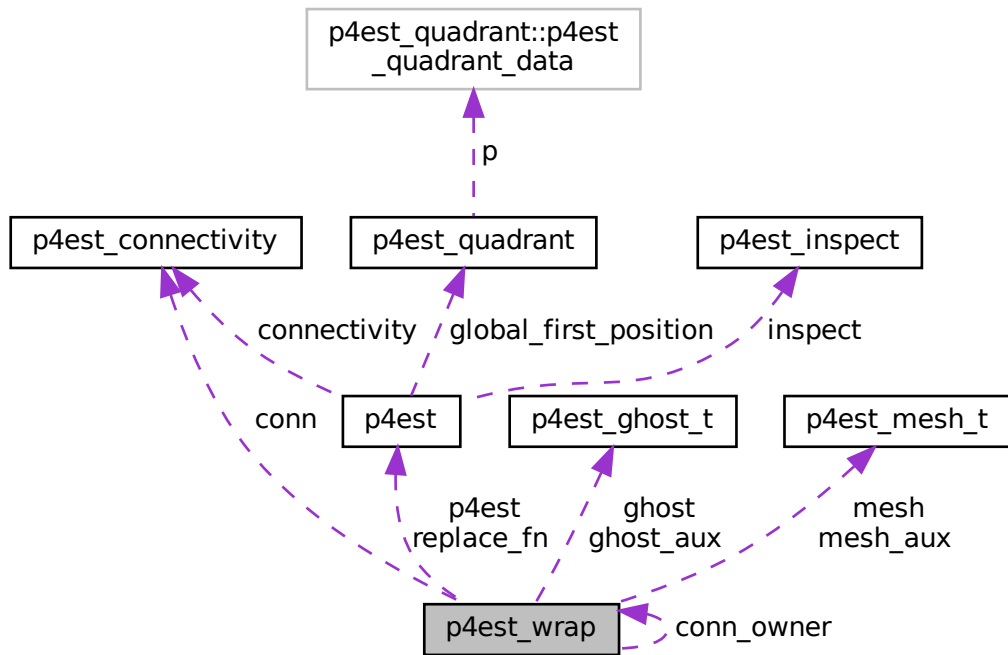 p4est_quadrant::p4est
_quadrant_data
p
p4est_connectivity
p4est_quadrant
p4est_inspect
connectivity
global_first_position
inspect
conn
p4est
p4est_ghost_t
p4est_mesh_t
p4est
replace_fn
ghost
ghost_aux
mesh
mesh_aux
p4est_wrap
conn_owner